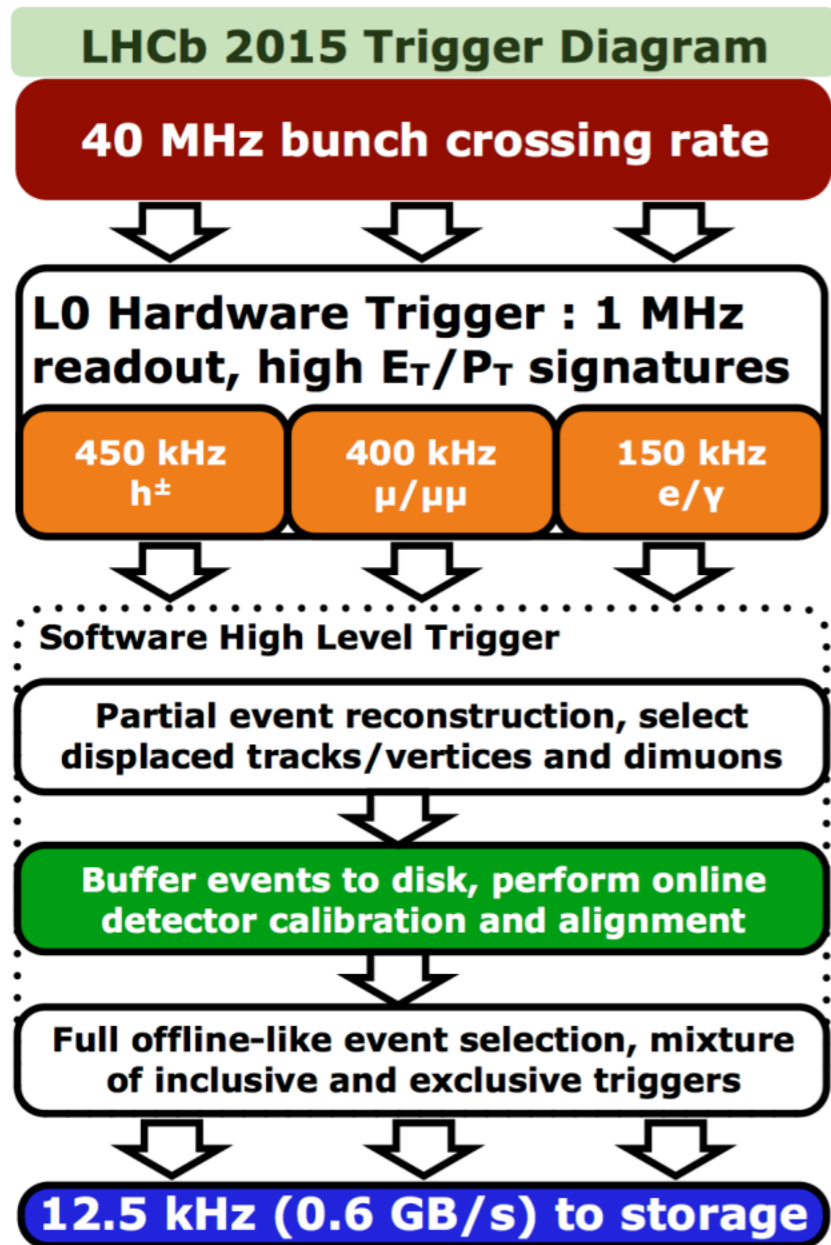 LHCb 2015 Trigger Diagram
40 MHz bunch crossing rate
L0 Hardware Trigger : 1 MHz
readout, high E_T/P_T signatures
450 kHz
h±
400 kHz
μ/μμ
150 kHz
e/γ
Software High Level Trigger
Partial event reconstruction, select
displaced tracks/vertices and dimuons
Buffer events to disk, perform online
detector calibration and alignment
Full offline-like event selection, mixture
of inclusive and exclusive triggers
12.5 kHz (0.6 GB/s) to storage